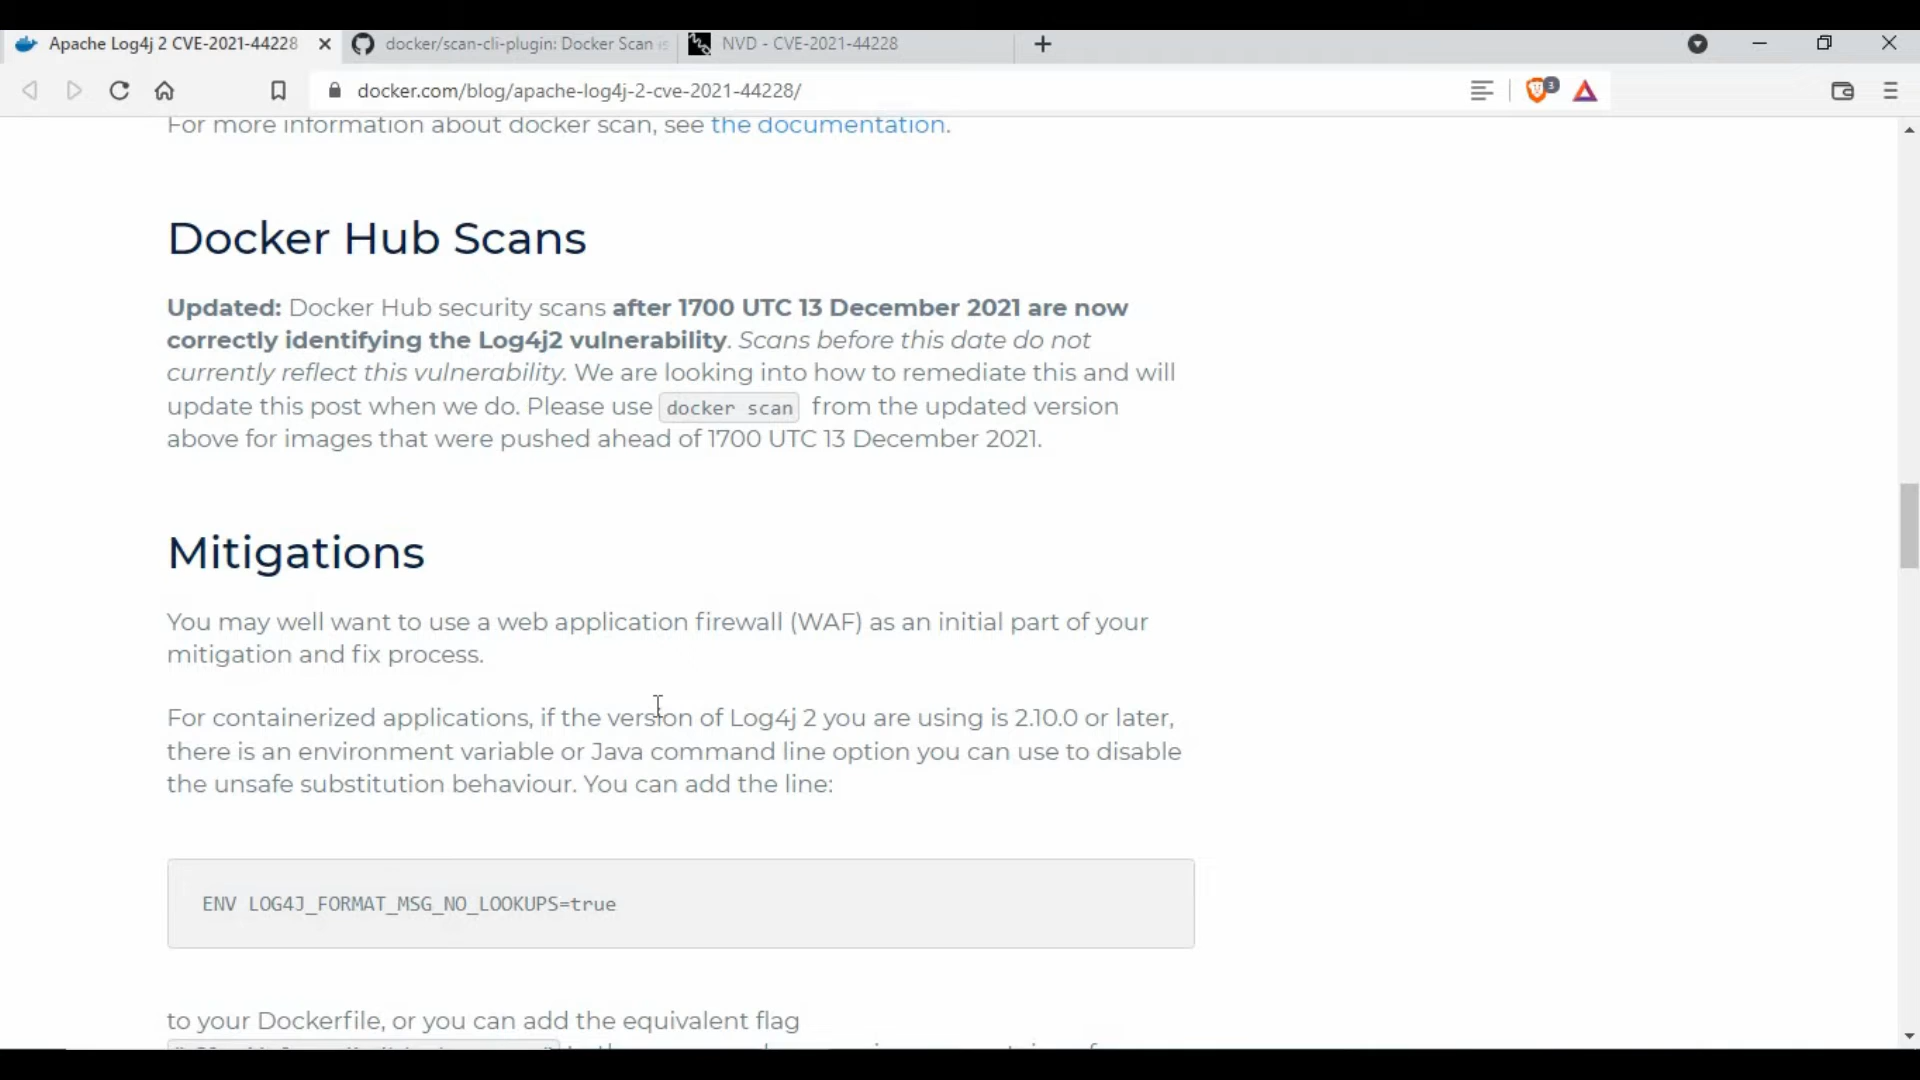 Apache Log4j 2 CVE-2021-44228
docker/scan-cli-plugin: Docker Scan is
NVD - CVE-2021-44228
docker.com/blog/apache-log4j-2-cve-2021-44228/
3
For more information about docker scan, see the documentation.
Docker Hub Scans
Updated: Docker Hub security scans after 1700 UTC 13 December 2021 are now
correctly identifying the Log4j2 vulnerability. Scans before this date do not
currently reflect this vulnerability. We are looking into how to remediate this and will
update this post when we do. Please use docker scan from the updated version
above for images that were pushed ahead of 1700 UTC 13 December 2021.
Mitigations
You may well want to use a web application firewall (WAF) as an initial part of your
mitigation and fix process.
For containerized applications, if the version of Log4j 2 you are using is 2.10.0 or later,
there is an environment variable or Java command line option you can use to disable
the unsafe substitution behaviour. You can add the line:
ENV LOG4J_FORMAT_MSG_NO_LOOKUPS=true
to your Dockerfile, or you can add the equivalent flag